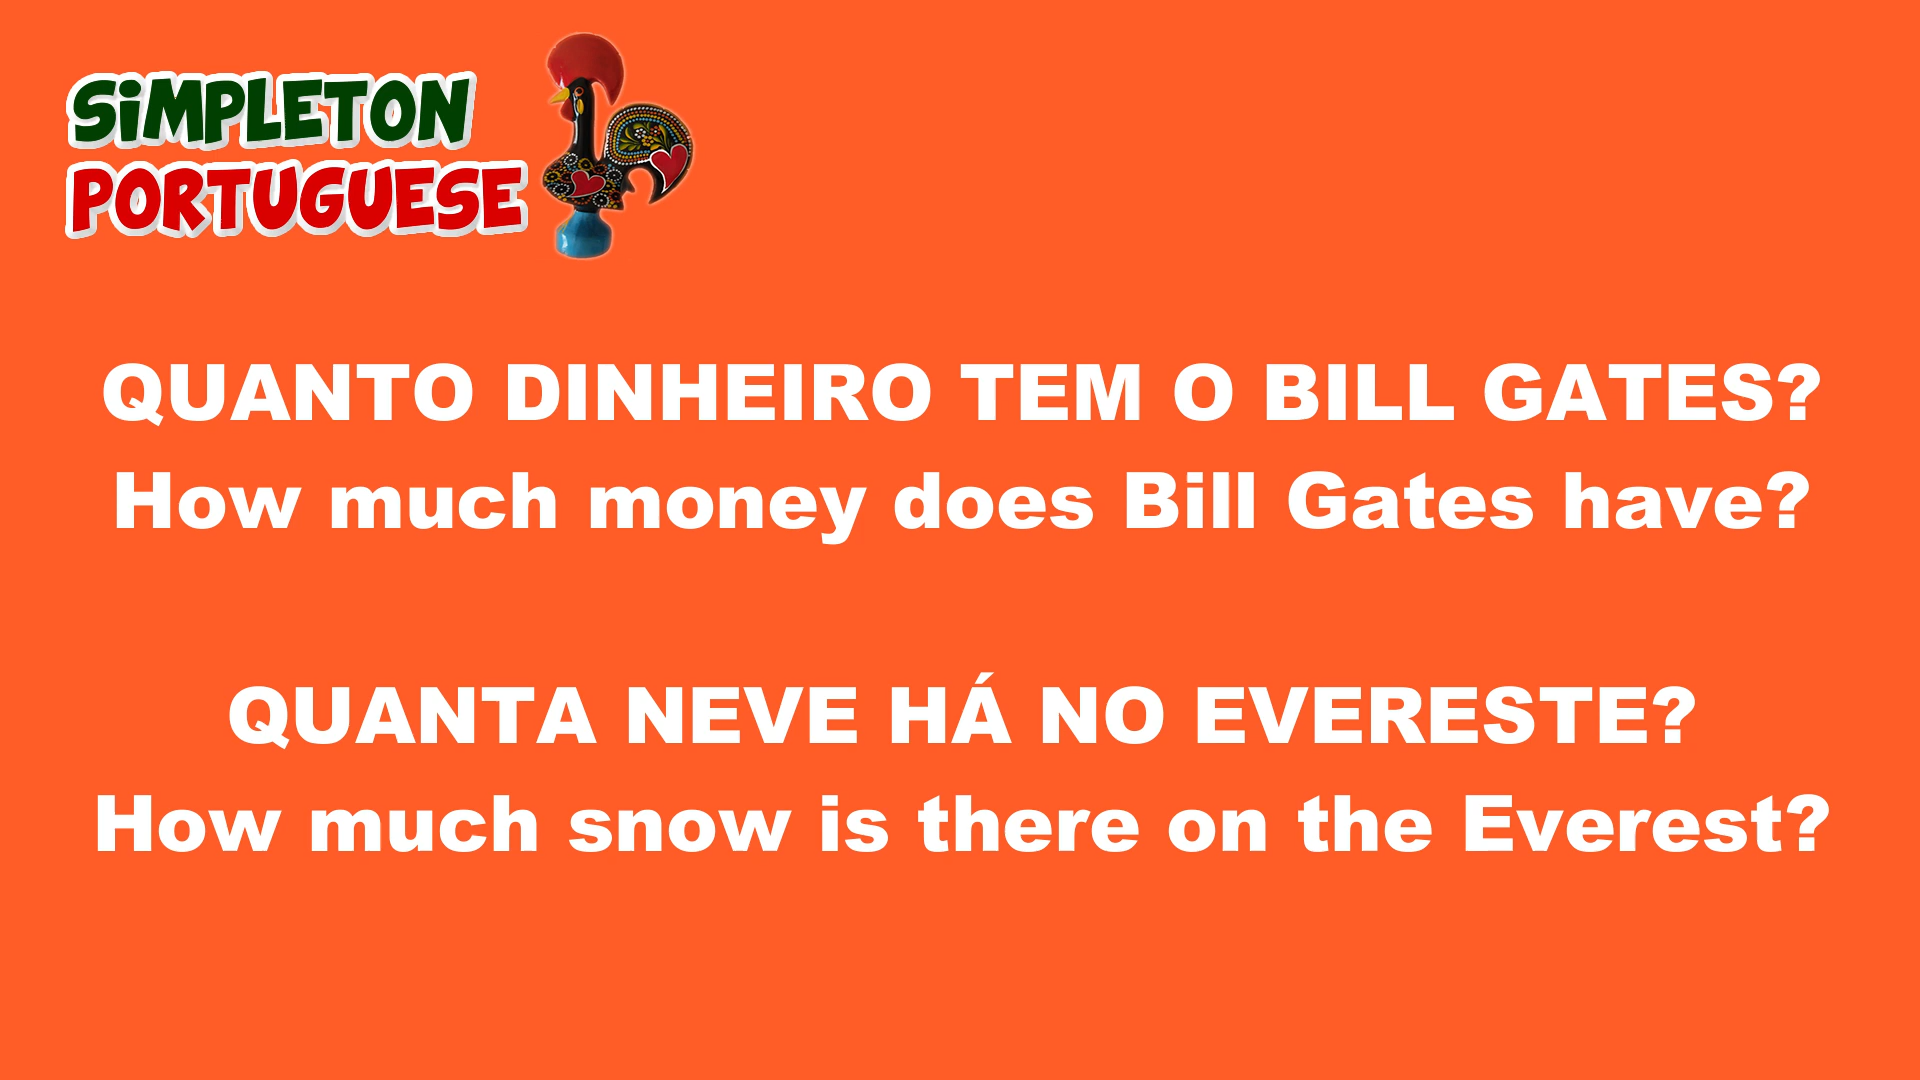 SiMPLETON
PORTUGUESE
QUANTO DINHEIRO TEM O BILL GATES?
How much money does Bill Gates have?
QUANTA NEVE HÁ NO EVERESTE?
How much snow is there on the Everest?